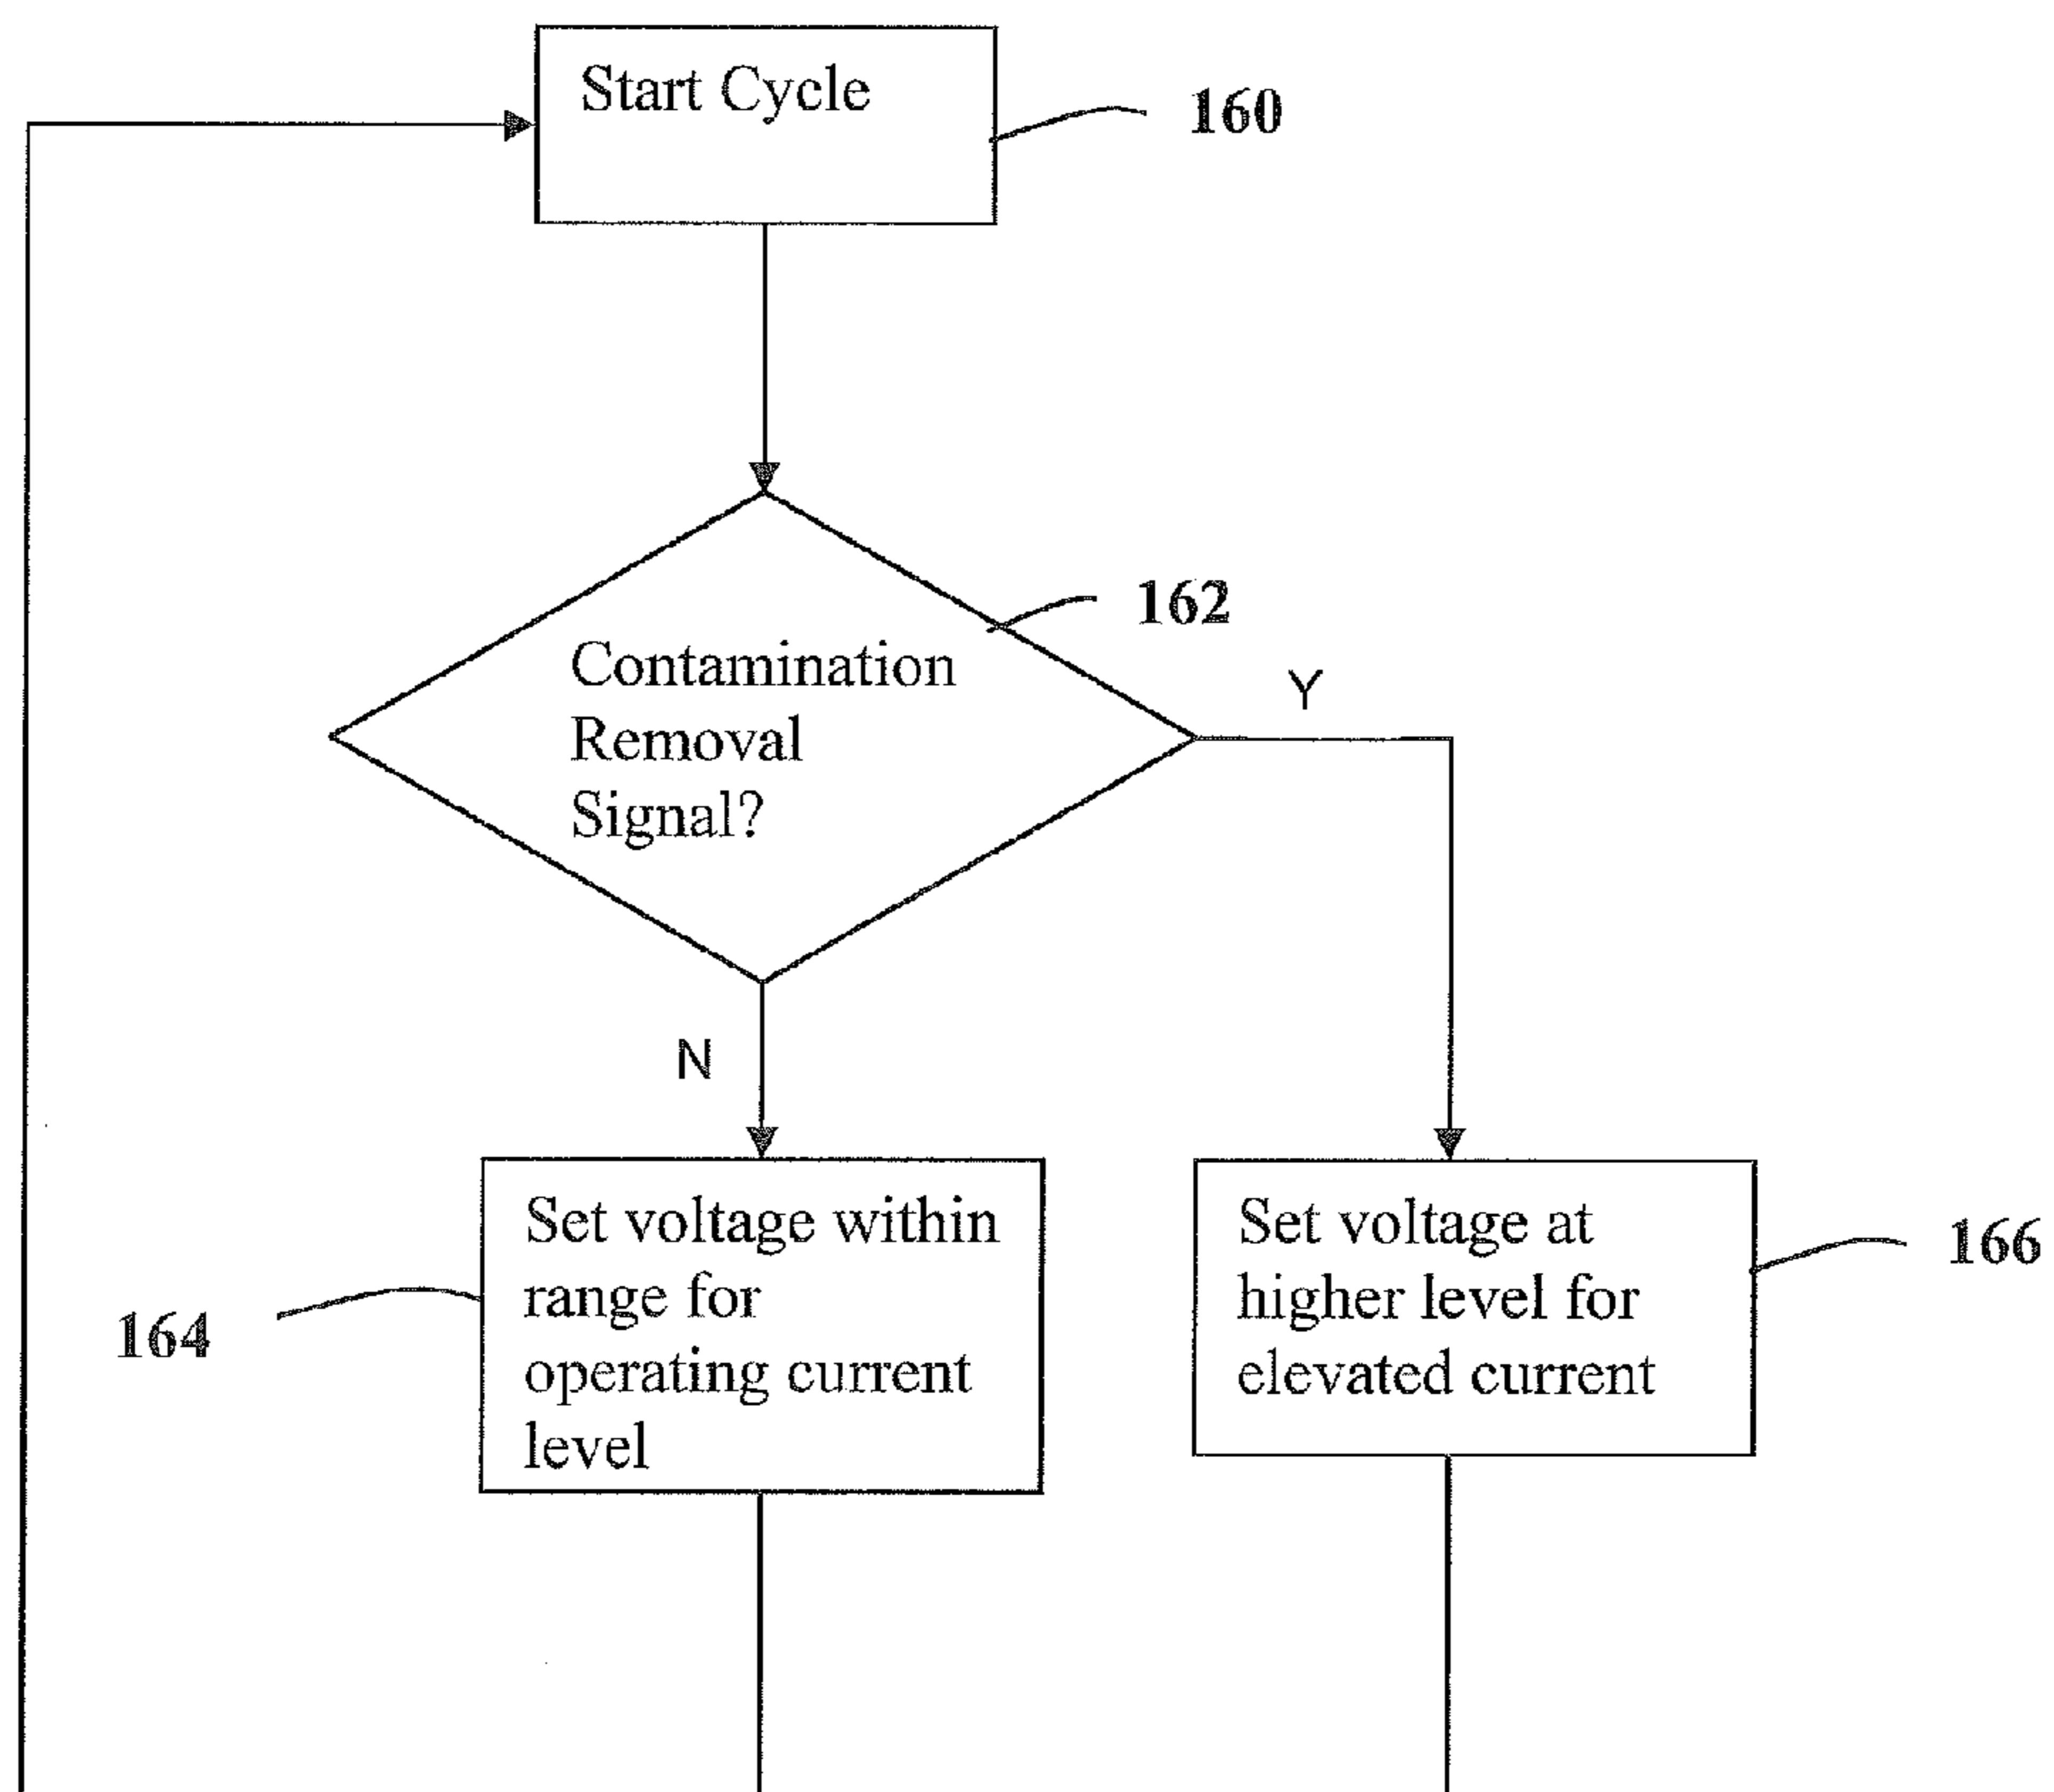 Start Cycle
160
162
Contamination
Removal
Signal?
Y
N
Set voltage within
range for
operating current
level
164
Set voltage at
higher level for
elevated current
166